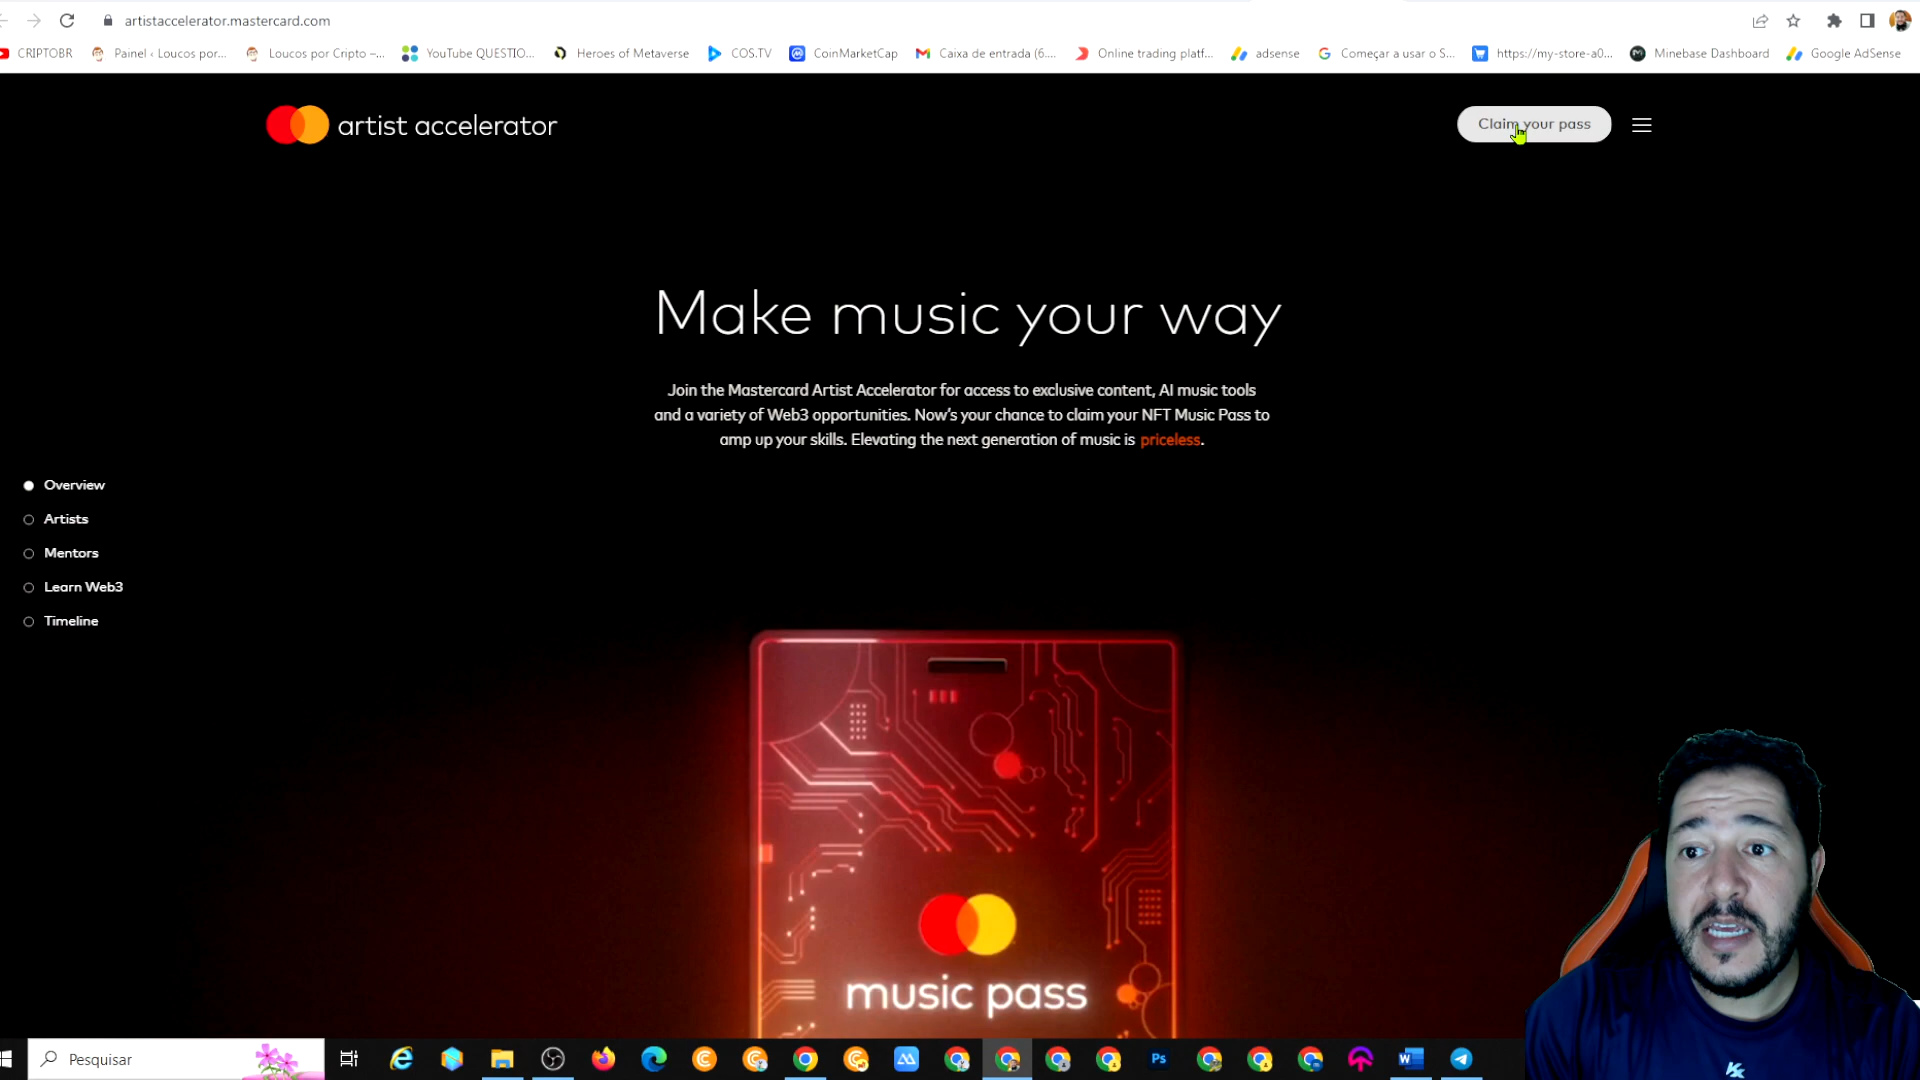 artistaccelerator.mastercard.com
CRIPTOBR
Painel ‹ Loucos por...
Loucos por Cripto –...
YouTube QUESTIO...
Heroes of Metaverse
COS.TV
CoinMarketCap
Caixa de entrada (6....
Online trading platf...
adsense
Começar a usar o S...
https://my-store-a0...
Minebase Dashboard
Google AdSense
artist accelerator
Claim your pass
Make music your way
Join the Mastercard Artist Accelerator for access to exclusive content, AI music tools
and a variety of Web3 opportunities. Now's your chance to claim your NFT Music Pass to
amp up your skills. Elevating the next generation of music is priceless.
Overview
Artists
Mentors
Learn Web3
Timeline
music pass
Pesquisar
Ps